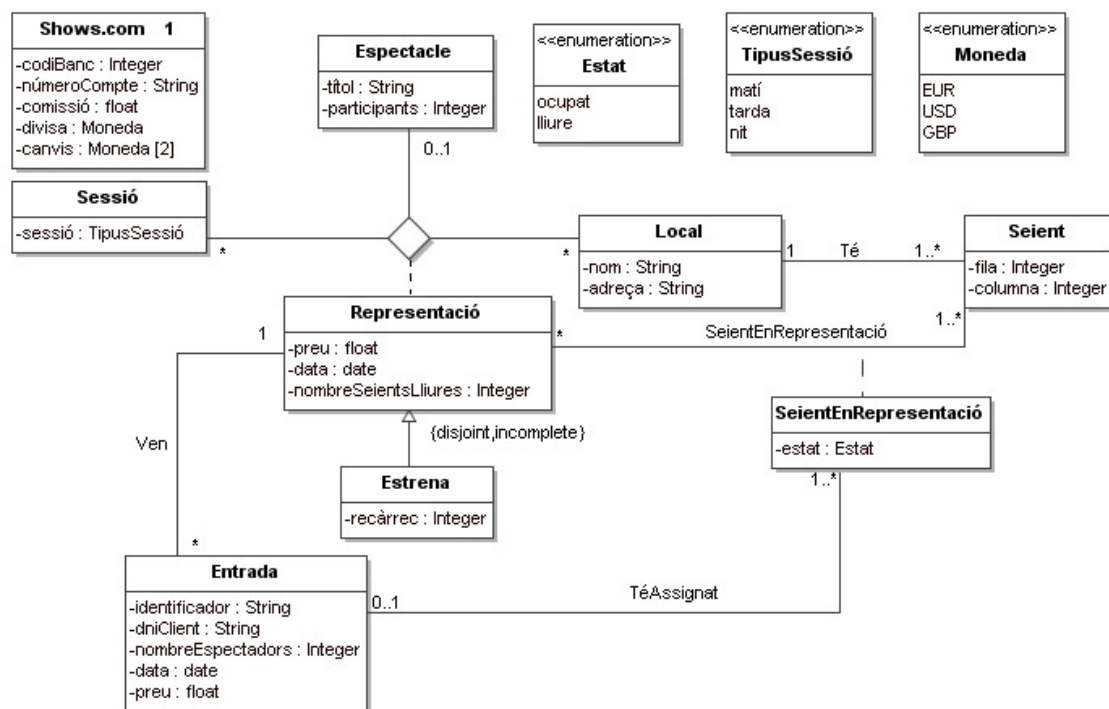 Shows.com 1
-codiBanc : Integer
-númeroCompte : String
-comissió : float
-divisa : Moneda
-canvis : Moneda [2]
Espectacle
-títol : String
-participants : Integer
0..1
<<enumeration>>
Estat
ocupat
lliure
<<enumeration>>
TipusSessió
matí
tarda
nit
<<enumeration>>
Moneda
EUR
USD
GBP
Sessió
-sessió : TipusSessió
*
*
Local
-nom : String
-adreça : String
1 Té 1..*
Seient
-fila : Integer
-columna : Integer
Representació
-preu : float
-data : date
-nombreSeientsLliures : Integer
1
* SeientEnRepresentació 1..*
SeientEnRepresentació
-estat : Estat
1..*
{disjoint,incomplete}
Ven
Estrena
-recàrrec : Integer
*
Entrada
-identificador : String
-dniClient : String
-nombreEspectadors : Integer
-data : date
-preu : float
0..1 TéAssignat